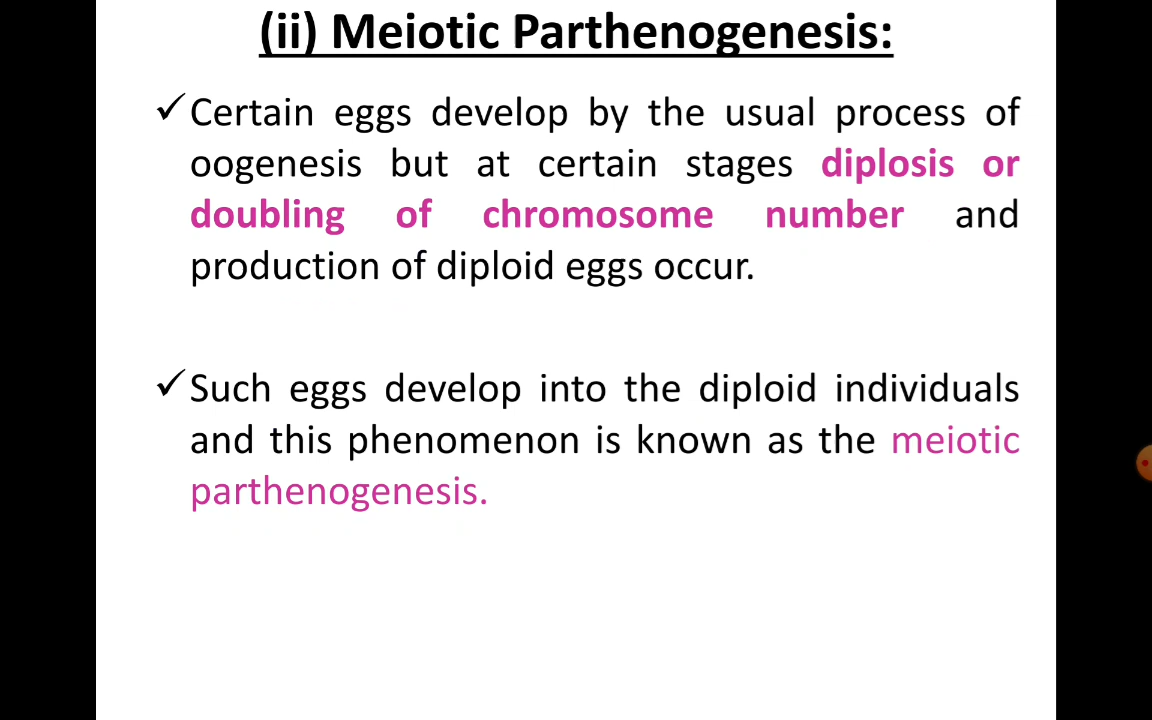 (ii) Meiotic Parthenogenesis:
✓Certain eggs develop by the usual process of
oogenesis but at certain stages diplosis or
doubling of chromosome number and
production of diploid eggs occur.
✓Such eggs develop into the diploid individuals
and this phenomenon is known as the meiotic
parthenogenesis.